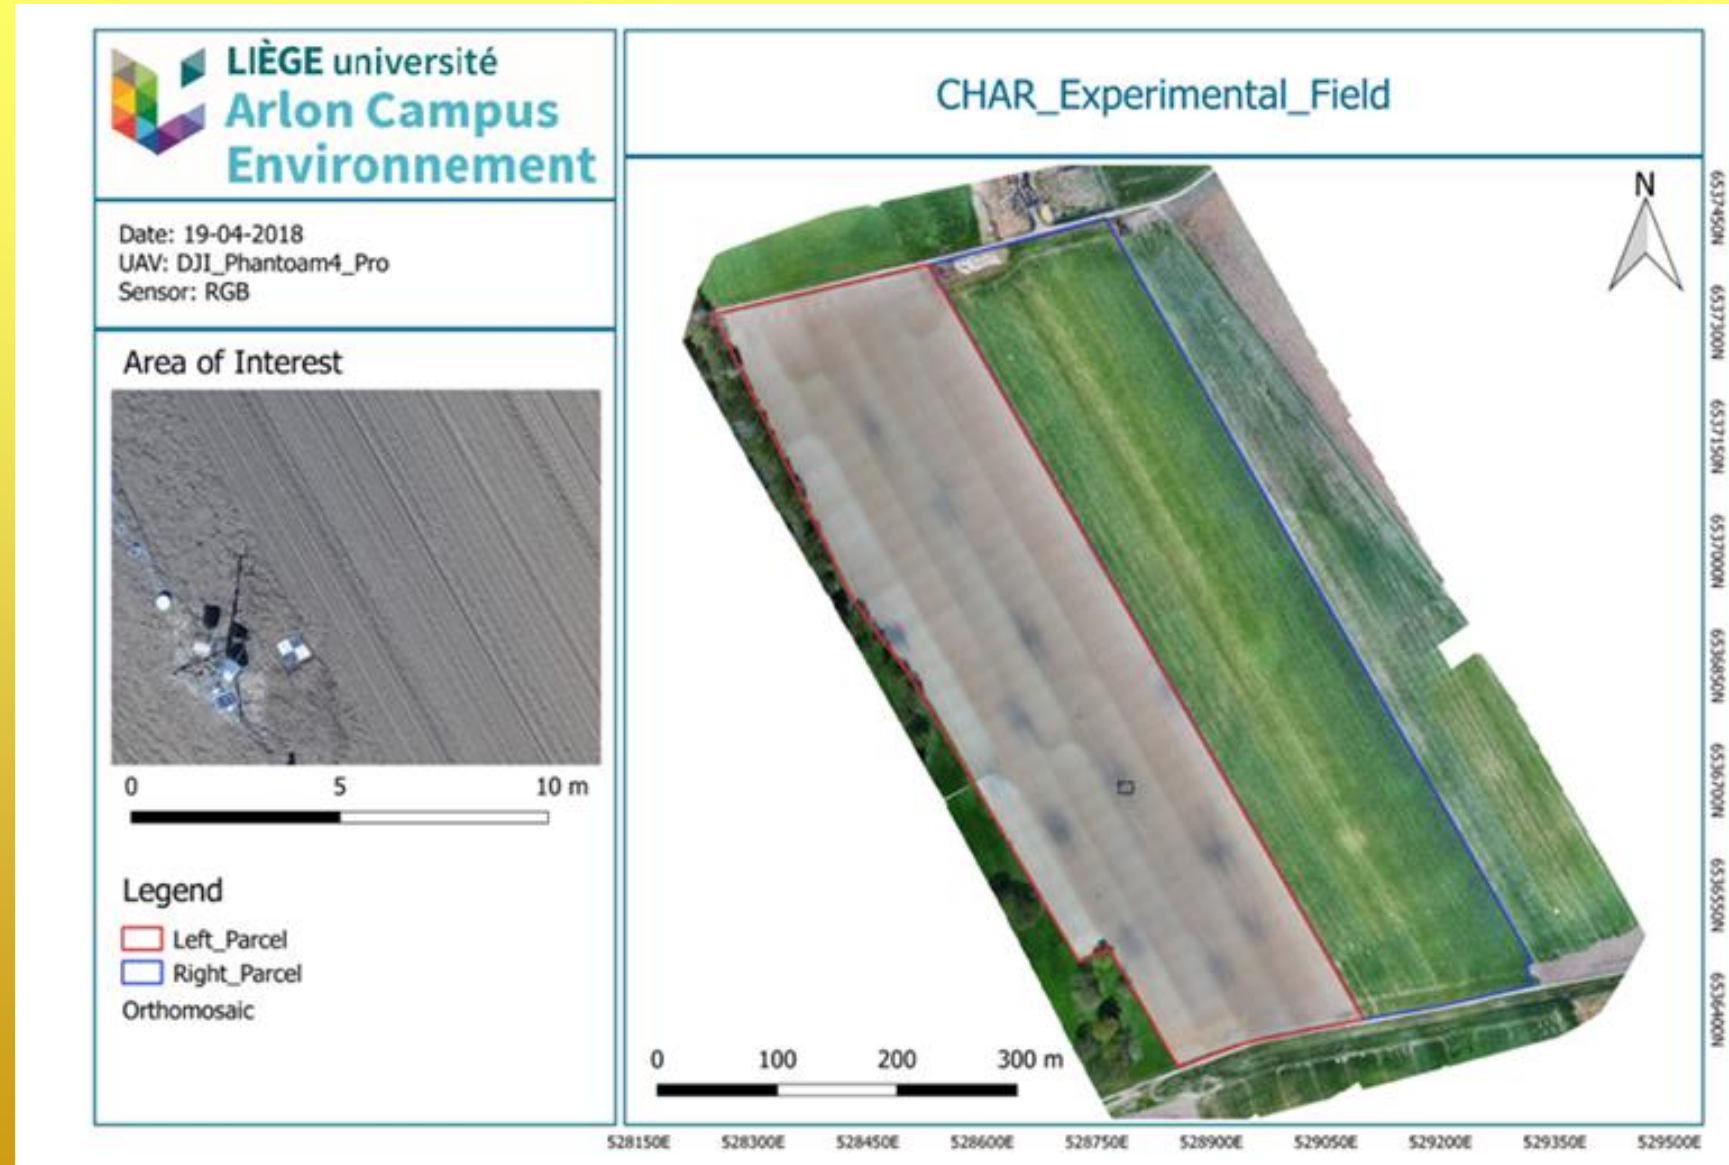 LIÈGE université
Arlon Campus
Environnement
CHAR_Experimental_Field
Date: 19-04-2018
UAV: DJI_Phantoam4_Pro
Sensor: RGB
Area of Interest
0 5 10 m
Legend
Left_Parcel
Right_Parcel
Orthomosaic
N
0 100 200 300 m
6537450N
6537300N
6537150N
6537000N
6536850N
6536700N
6536550N
6536400N
528150E 528300E 528450E 528600E 528750E 528900E 529050E 529200E 529350E 529500E